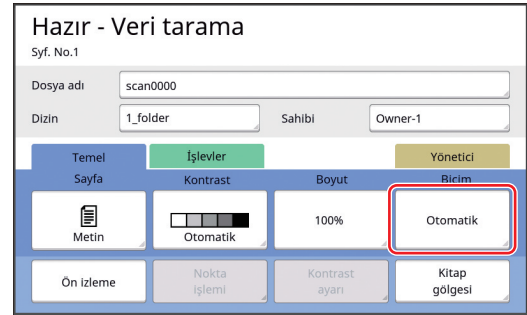 Hazır - Veri tarama
Syf. No.1
Dosya adı scan0000
Dizin 1_folder Sahibi Owner-1
Temel İşlevler Yönetici
Sayfa Kontrast Boyut Biçim
Metin Otomatik 100% Otomatik
Ön izleme Nokta işlemi Kontrast ayarı Kitap gölgesi